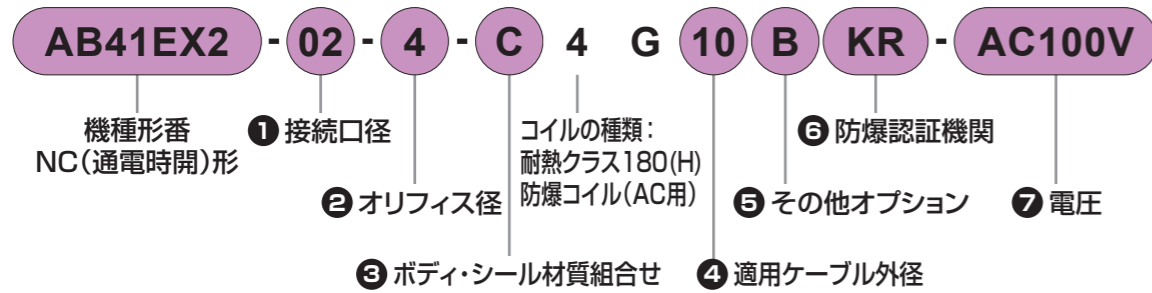 AB41EX2 - 02 - 4 - C 4 G 10 B KR - AC100V
機種形番
NC(通電時開)形
❶ 接続口径
コイルの種類:
耐熱クラス180(H)
防爆コイル(AC用)
❻ 防爆認証機関
❷ オリフィス径
❺ その他オプション
❼ 電圧
❸ ボディ・シール材質組合せ
❹ 適用ケーブル外径